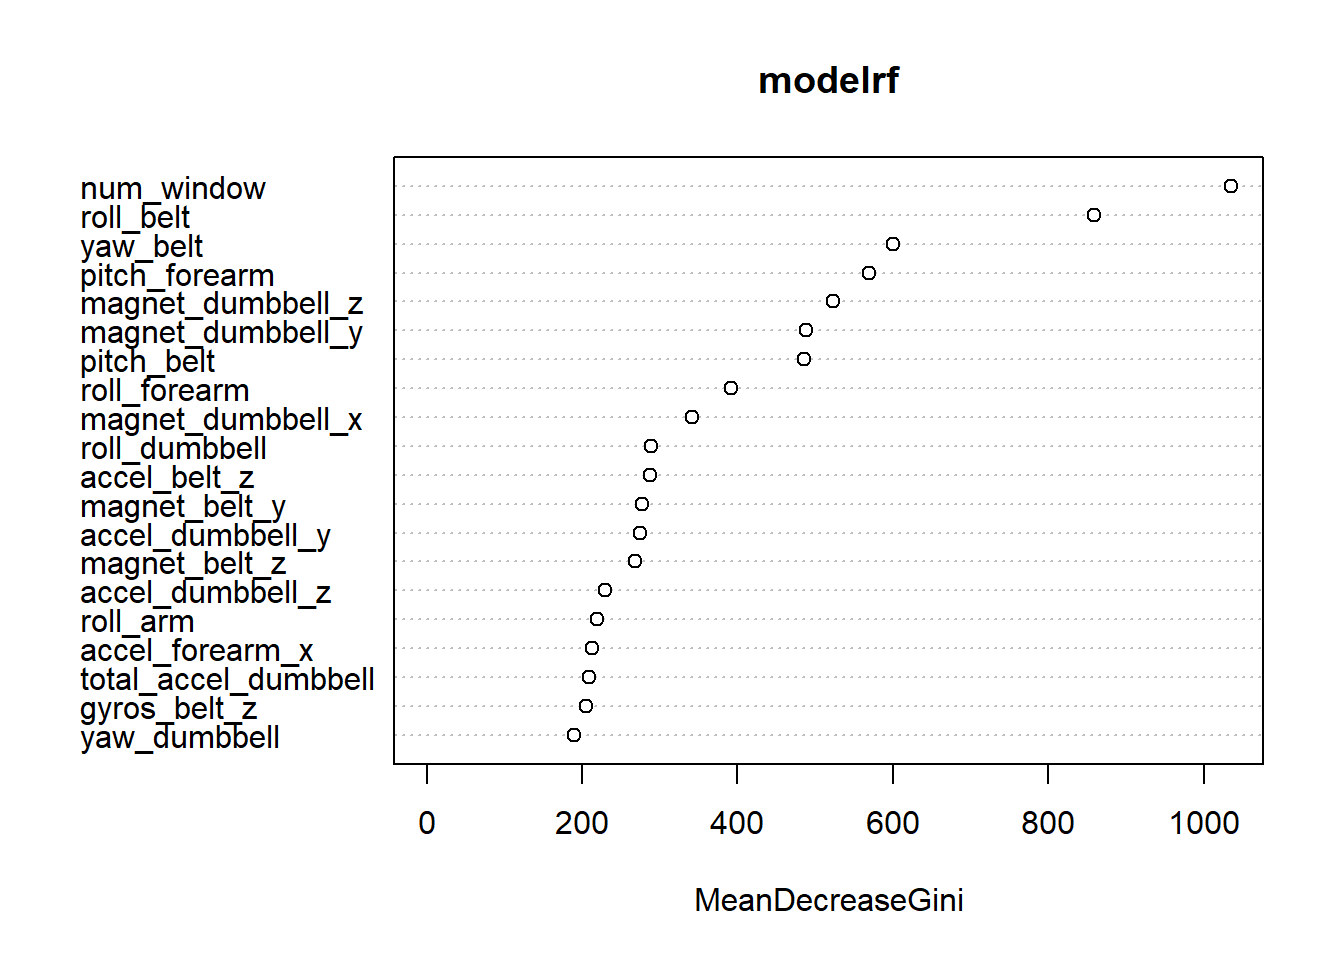 modelrf
num_window
roll_belt
yaw_belt
pitch_forearm
magnet_dumbbell_z
magnet_dumbbell_y
pitch_belt
roll_forearm
magnet_dumbbell_x
roll_dumbbell
accel_belt_z
magnet_belt_y
accel_dumbbell_y
magnet_belt_z
accel_dumbbell_z
roll_arm
accel_forearm_x
total_accel_dumbbell
gyros_belt_z
yaw_dumbbell
0 200 400 600 800 1000
MeanDecreaseGini